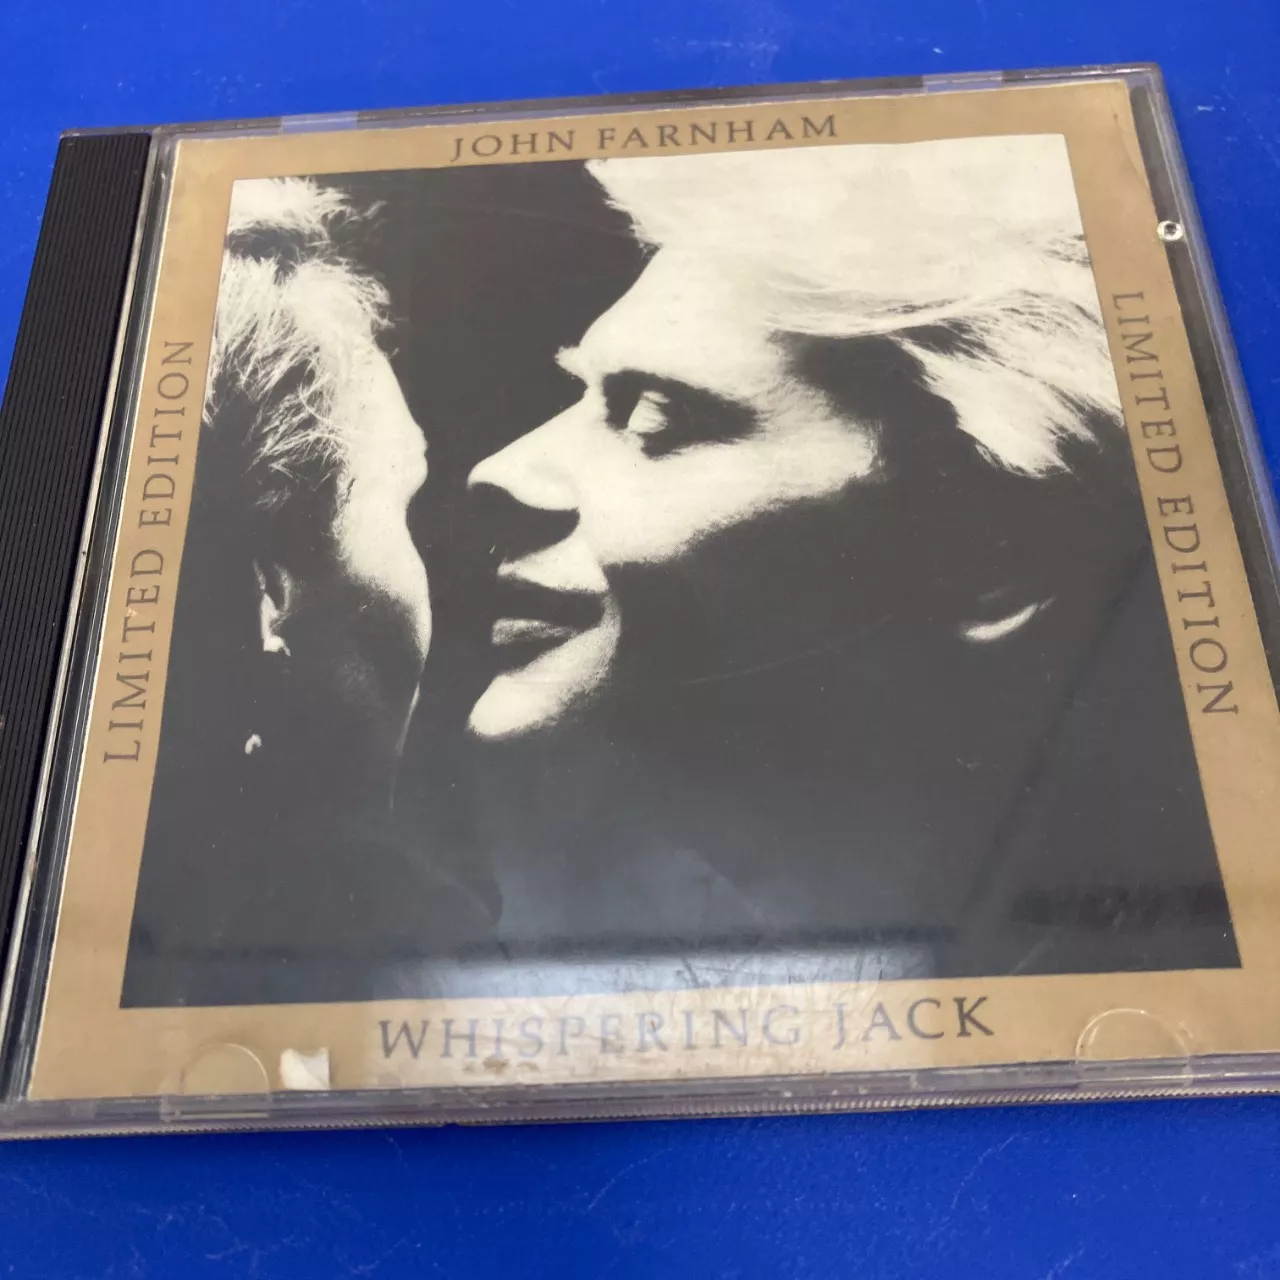 JOHN FARNHAM
LIMITED EDITION
LIMITED EDITION
WHISPERING JACK